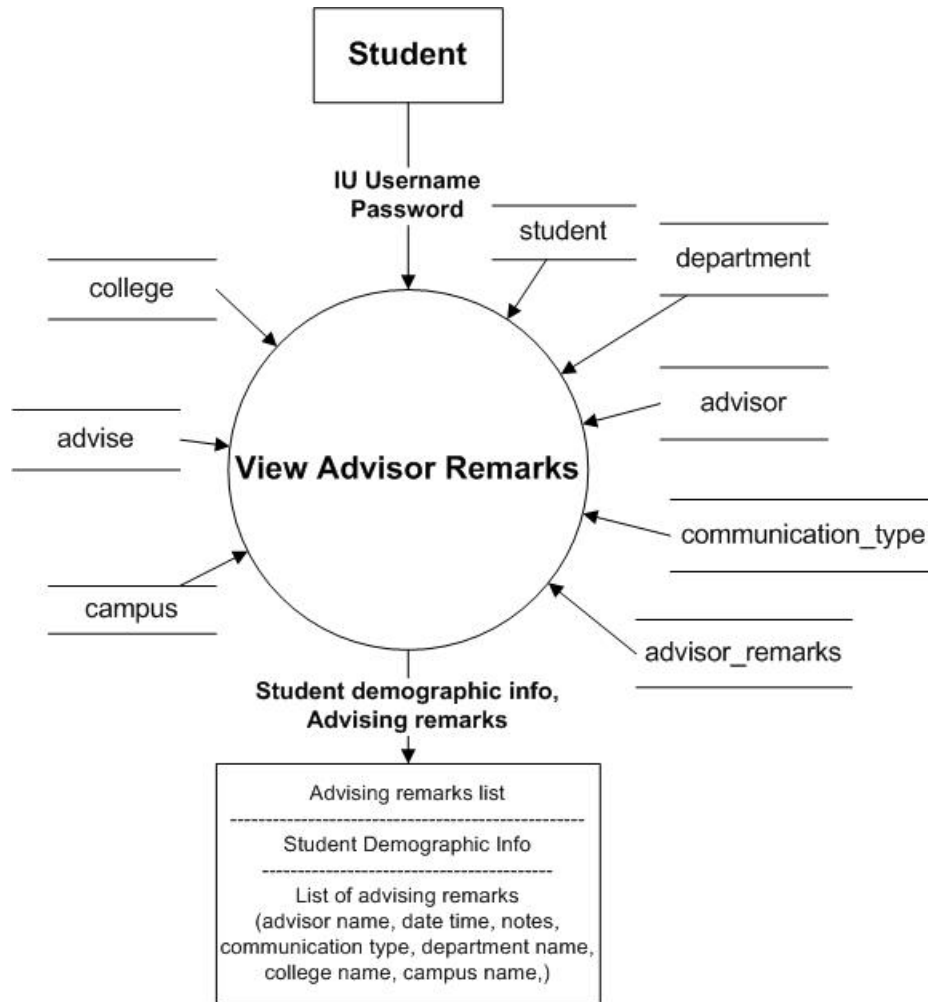 Student
IU Username
Password
student
department
college
advisor
advise
View Advisor Remarks
communication_type
campus
advisor_remarks
Student demographic info,
Advising remarks
Advising remarks list
------------------------------------------------
Student Demographic Info
----------------------------------------
List of advising remarks
(advisor name, date time, notes,
communication type, department name,
college name, campus name,)